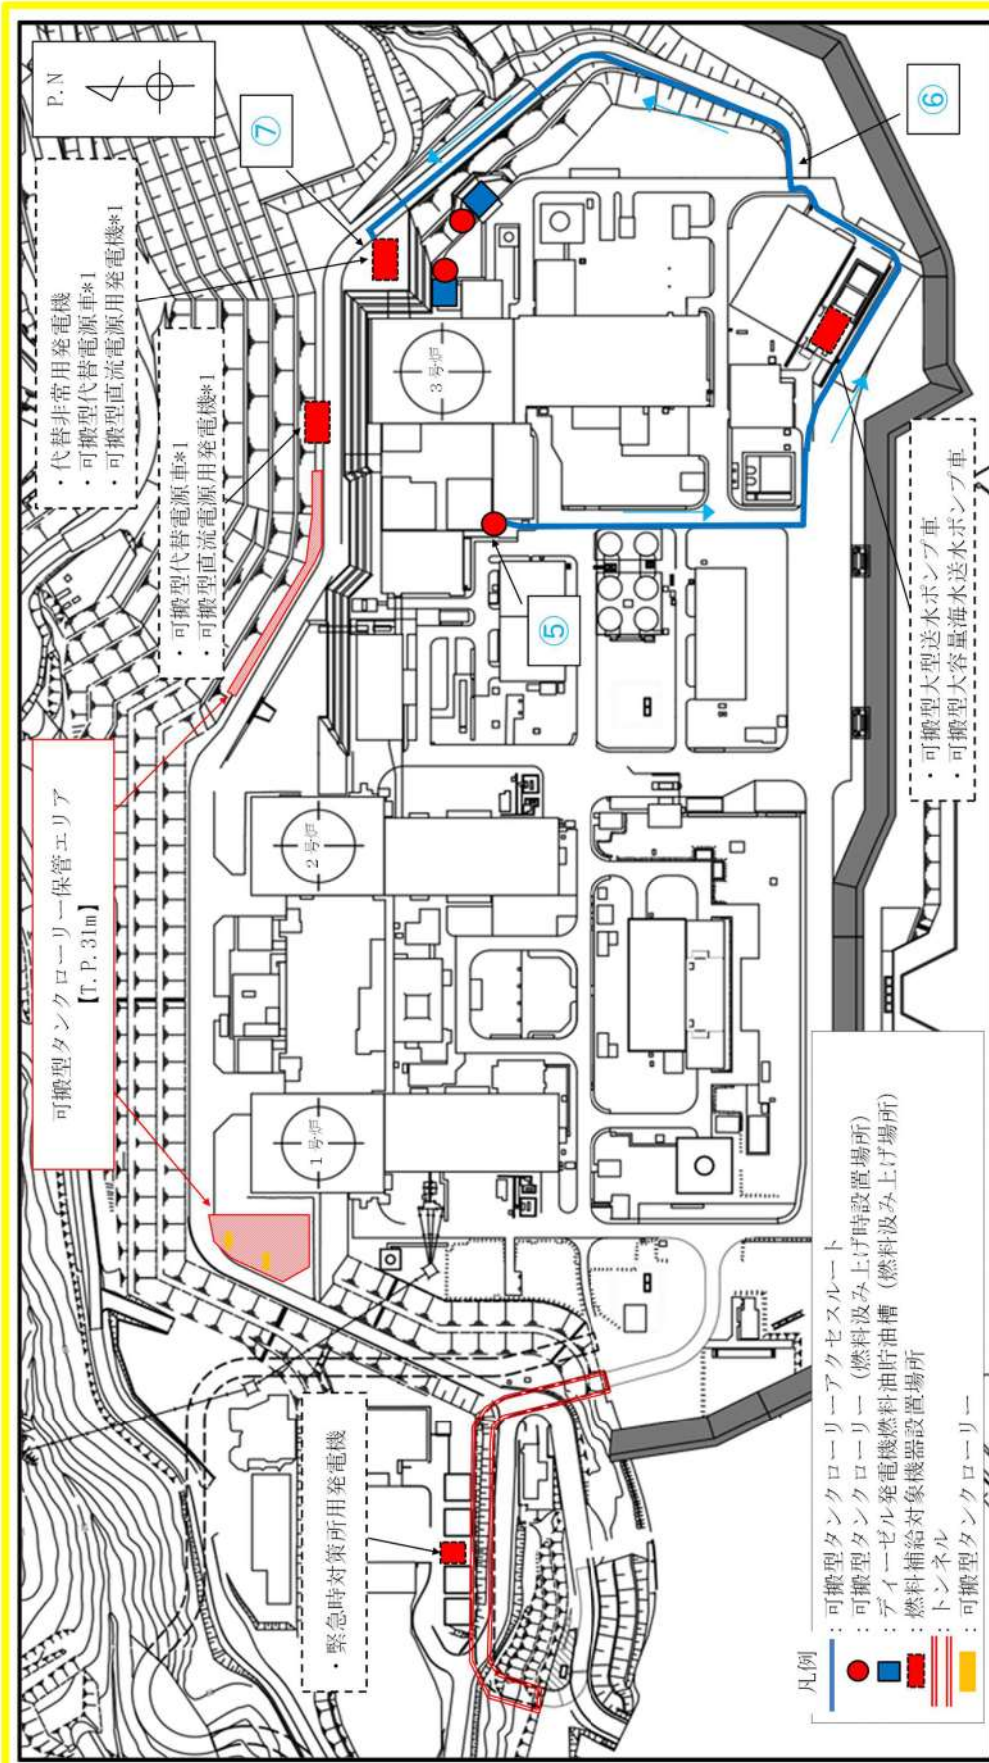 P.N
・代替非常用発電機
・可搬型代替電源車*1
・可搬型直流電源用発電機*1
⑦
・可搬型代替電源車*1
・可搬型直流電源用発電機*1
可搬型タンクローリー保管エリア
【T.P.31m】
3号炉
2号炉
1号炉
⑤
⑥
・可搬型大型送水ポンプ車
・可搬型大容量海水送水ポンプ車
・緊急時対策所用発電機
凡例
：可搬型タンクローリーアクセスルート
：可搬型タンクローリー（燃料汲み上げ時設置場所）
：ディーゼル発電機燃料油貯油槽（燃料汲み上げ場所）
：燃料補給対象機器設置場所
：トンネル
：可搬型タンクローリー